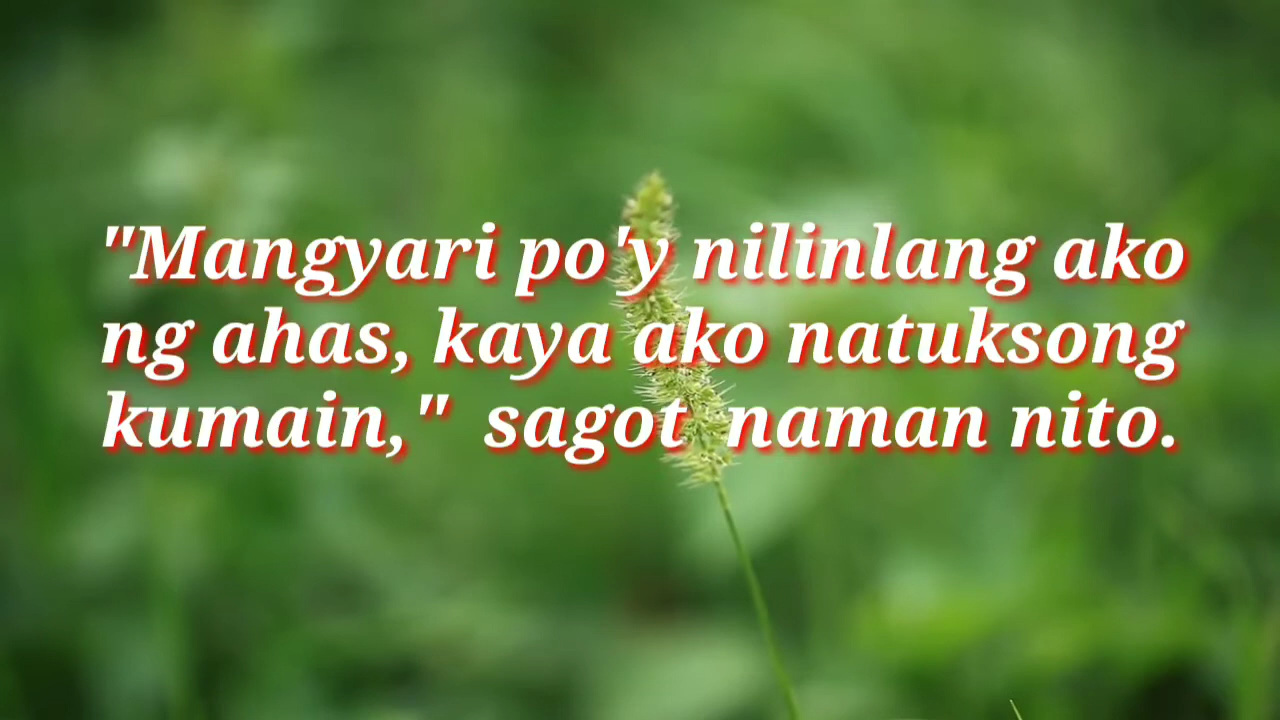 "Mangyari po'y nilinlang ako
ng ahas, kaya ako natuksong
kumain," sagot naman nito.